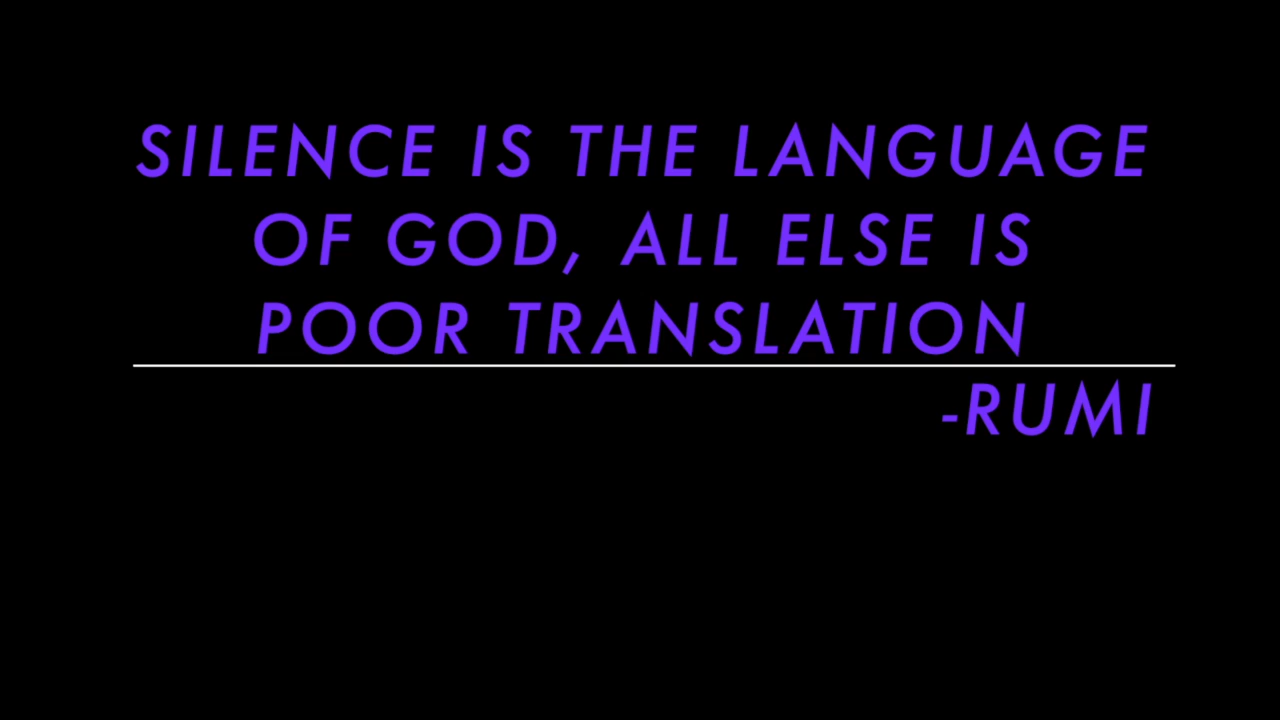 SILENCE IS THE LANGUAGE
OF GOD, ALL ELSE IS
POOR TRANSLATION
-RUMI